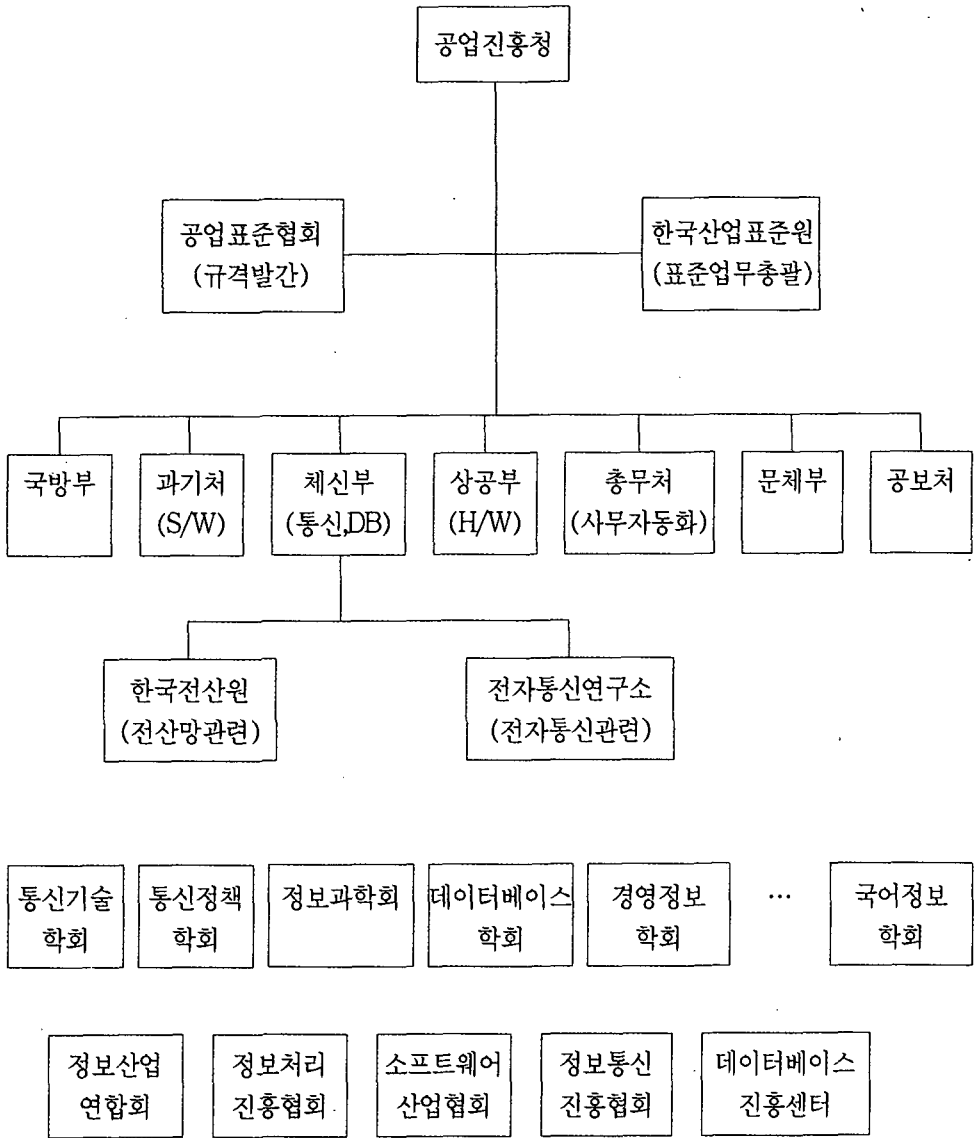 공업진흥청
공업표준협회
(규격발간)
한국산업표준원
(표준업무총괄)
국방부
과기처
(S/W)
체신부
(통신,DB)
상공부
(H/W)
총무처
(사무자동화)
문체부
공보처
한국전산원
(전산망관련)
전자통신연구소
(전자통신관련)
통신기술
학회
통신정책
학회
정보과학회
데이터베이스
학회
경영정보
학회
…
국어정보
학회
정보산업
연합회
정보처리
진흥협회
소프트웨어
산업협회
정보통신
진흥협회
데이터베이스
진흥센터